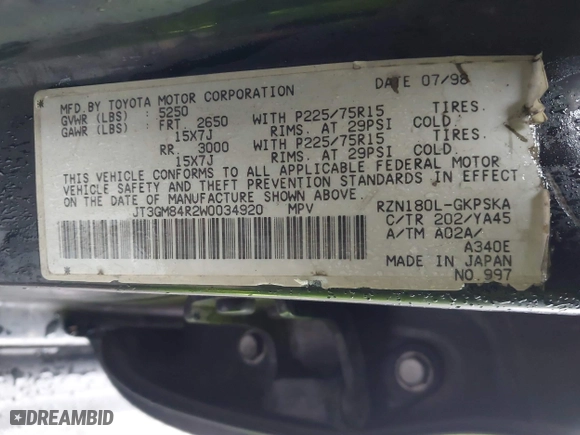 MFD. BY TOYOTA MOTOR CORPORATION DATE 07/98
GVWR (LBS) : 5250
GAWR (LBS) : FRT. 2650 WITH P225/75R15 TIRES.
15X7J RIMS. AT 29PSI COLD.
RR. 3000 WITH P225/75R15 TIRES.
15X7J RIMS. AT 29PSI COLD.
THIS VEHICLE CONFORMS TO ALL APPLICABLE FEDERAL MOTOR
VEHICLE SAFETY AND THEFT PREVENTION STANDARDS IN EFFECT
ON THE DATE OF MANUFACTURE SHOWN ABOVE.
JT3GM84R2W0034920 MPV RZN180L-GKPSKA
C/TR 202/YA45
A/TM A02A/
A340E
MADE IN JAPAN
NO.997
DREAMBID